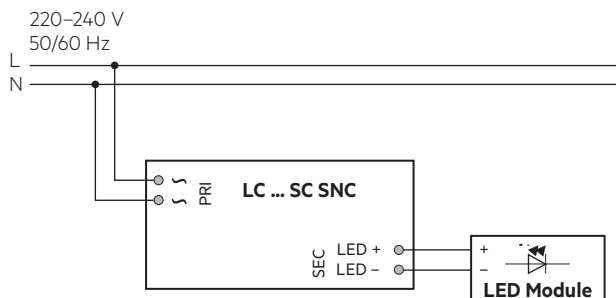 220–240 V
50/60 Hz
L
N
~ PRI
~
LC ... SC SNC
SEC
LED +
LED –
+
–
LED Module